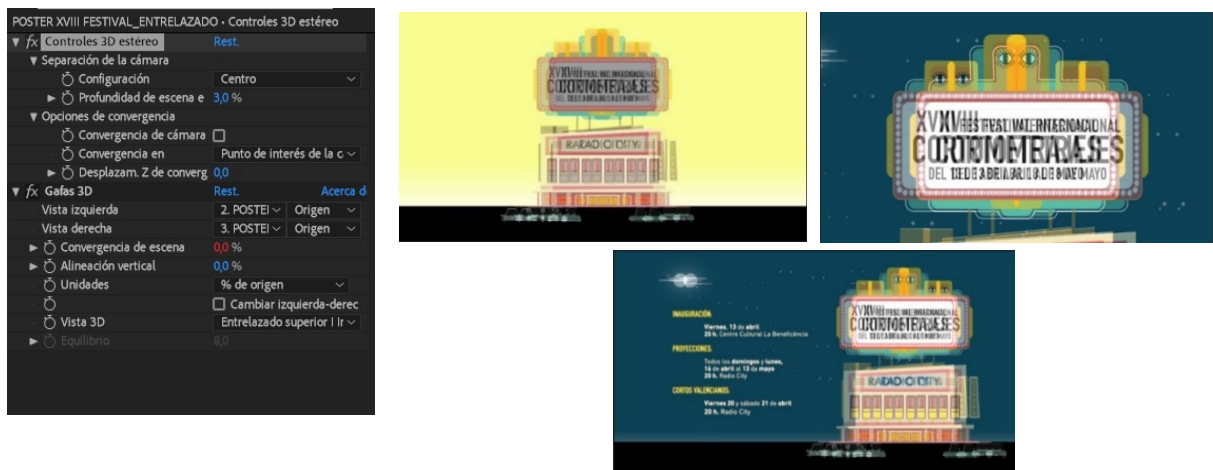 POSTER XVIII FESTIVAL_ENTRELAZADO • Controles 3D estéreo
fx Controles 3D estéreo Rest.
Separación de la cámara
Configuración Centro
Profundidad de escena e 3,0 %
Opciones de convergencia
Convergencia de cámara
Convergencia en Punto de interés de la c
Desplazam. Z de converg 0,0
fx Gafas 3D Rest. Acerca d
Vista izquierda 2. POSTEI Origen
Vista derecha 3. POSTEI Origen
Convergencia de escena 0,0 %
Alineación vertical 0,0 %
Unidades % de origen
Cambiar izquierda-derec
Vista 3D Entrelazado superior I Ir
Equilibrio 8,0
INAUGURACIÓN:
Viernes, 13 de abril
20 h. Centre Cultural La Beneficència
PROYECCIONES:
Todos los domingos y lunes,
16 de abril al 13 de mayo
20 h. Radio City
CORTOS VALENCIANOS:
Viernes 20 y sábado 21 de abril
20 h. Radio City